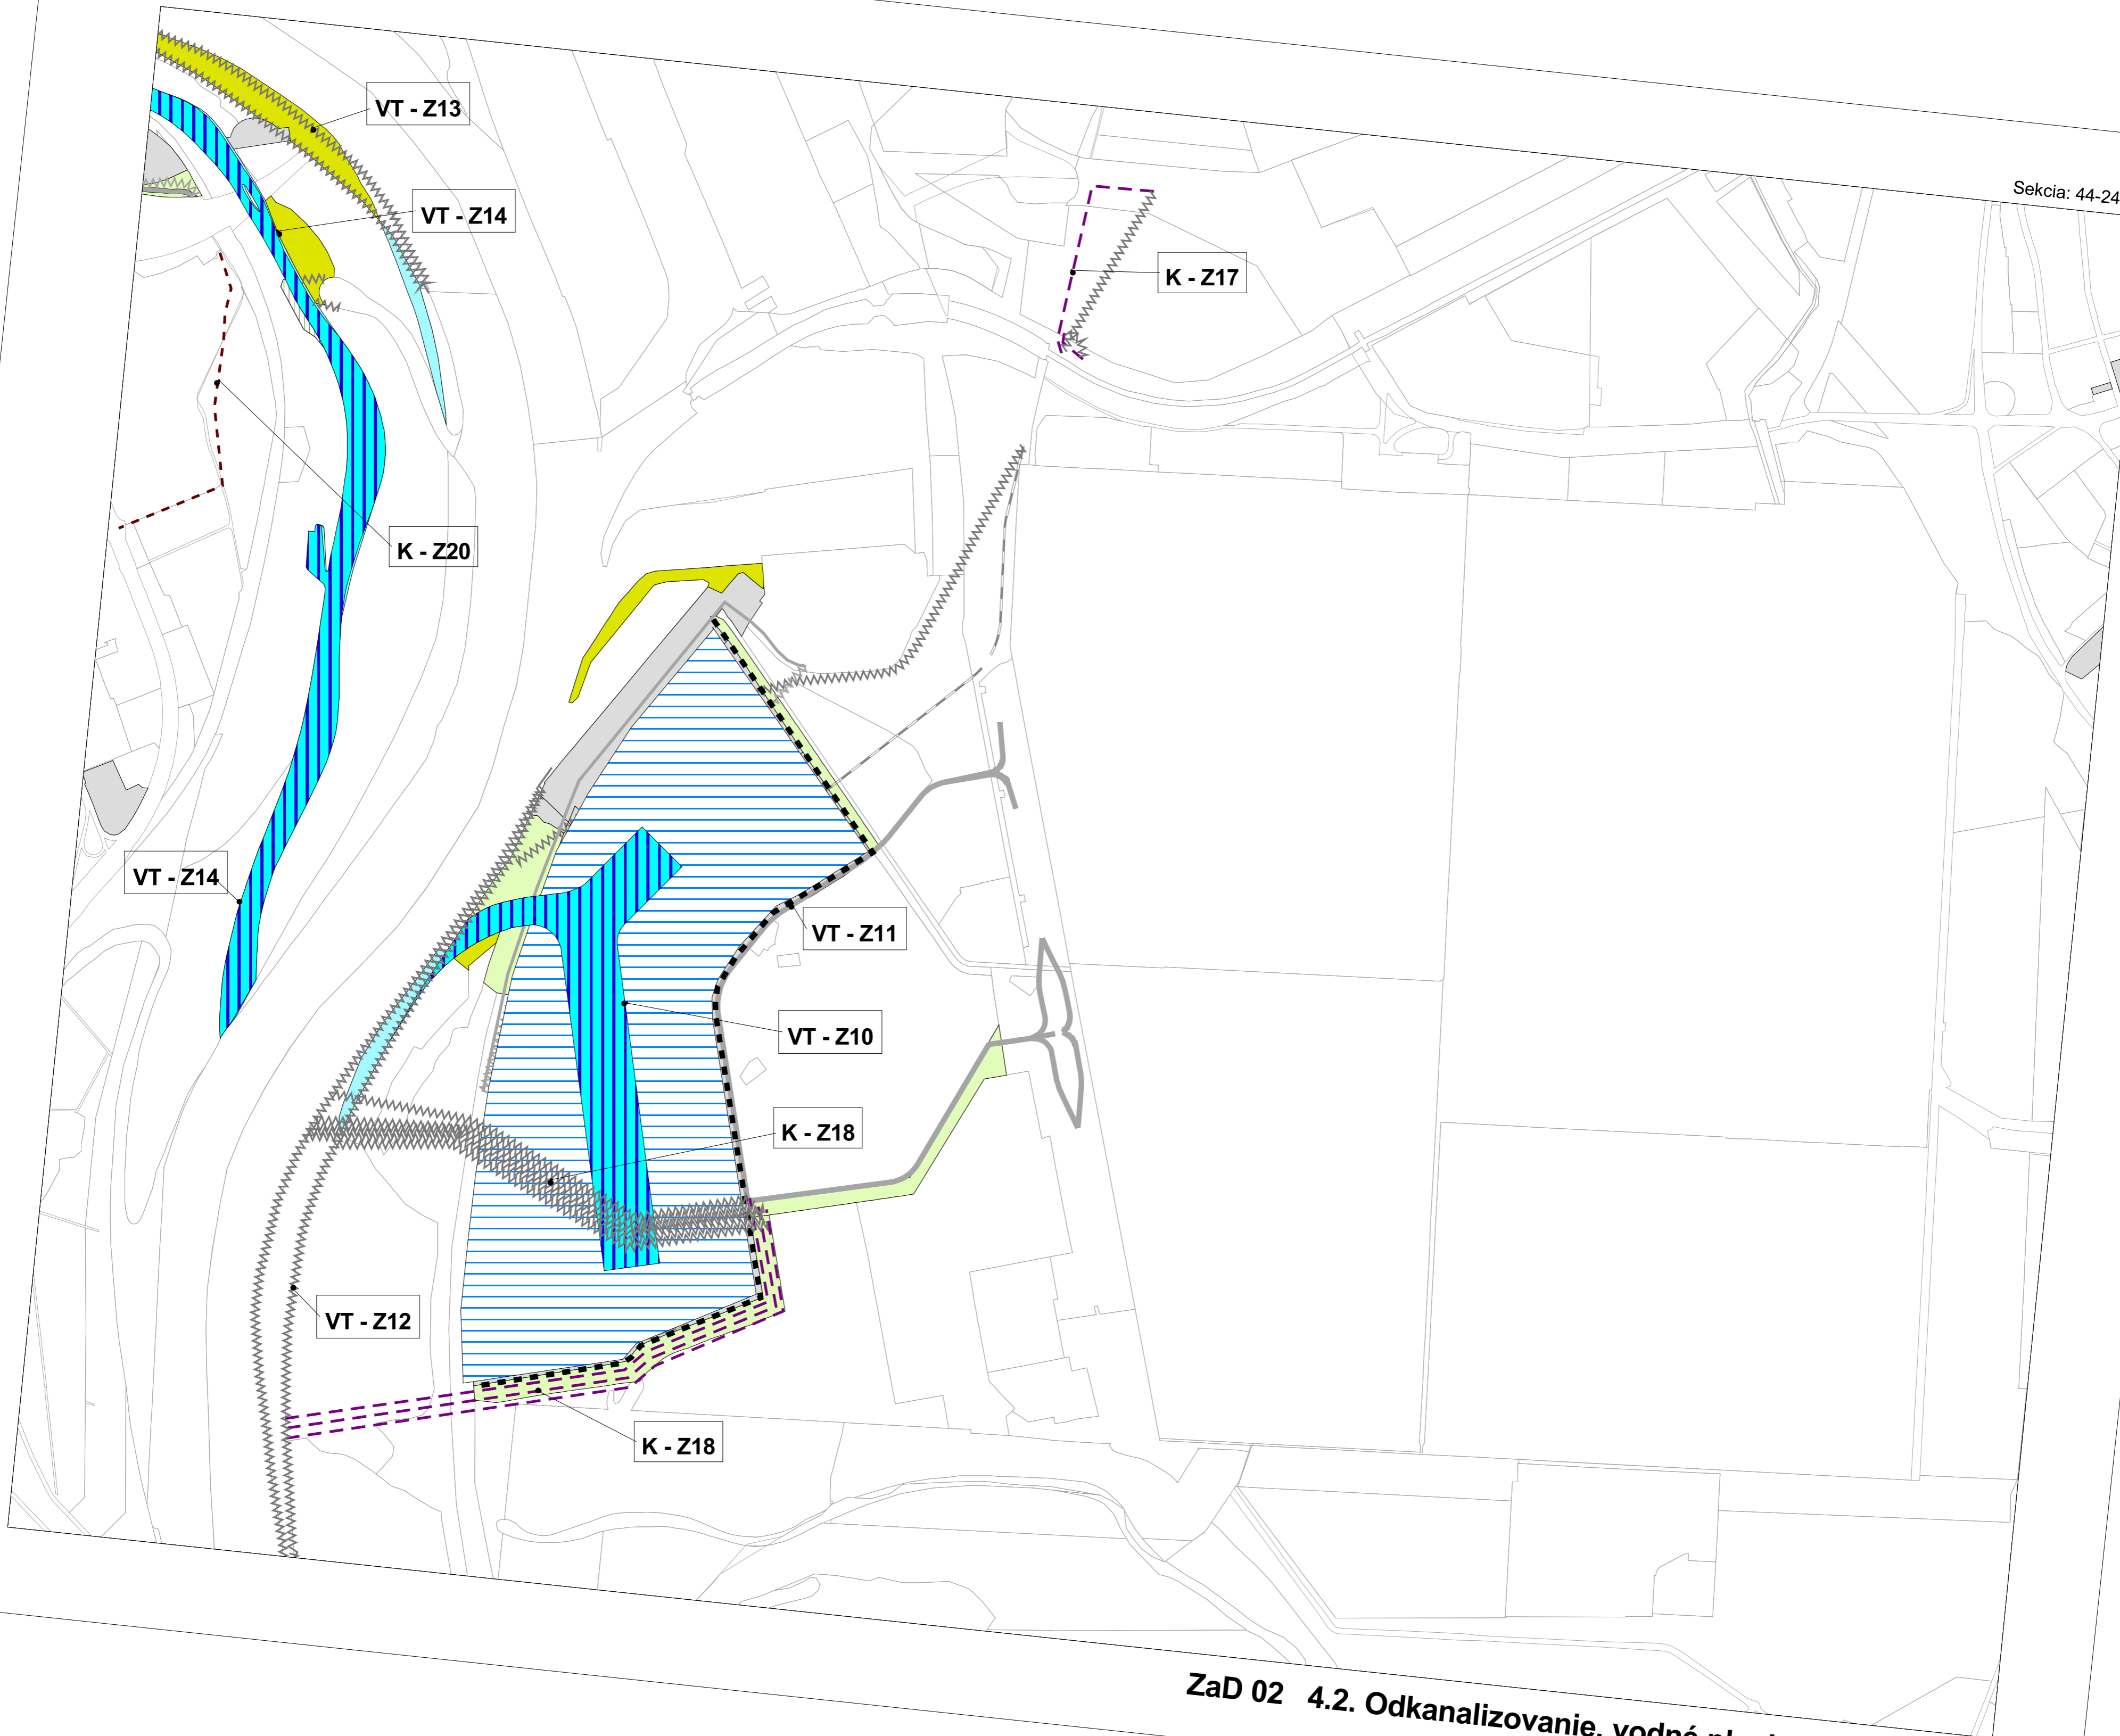 VT - Z13
Sekcia: 44-24
VT - Z14
K - Z17
K - Z20
VT - Z14
VT - Z11
VT - Z10
K - Z18
VT - Z12
K - Z18
ZaD 02 4.2. Odkanalizovanie, vodné